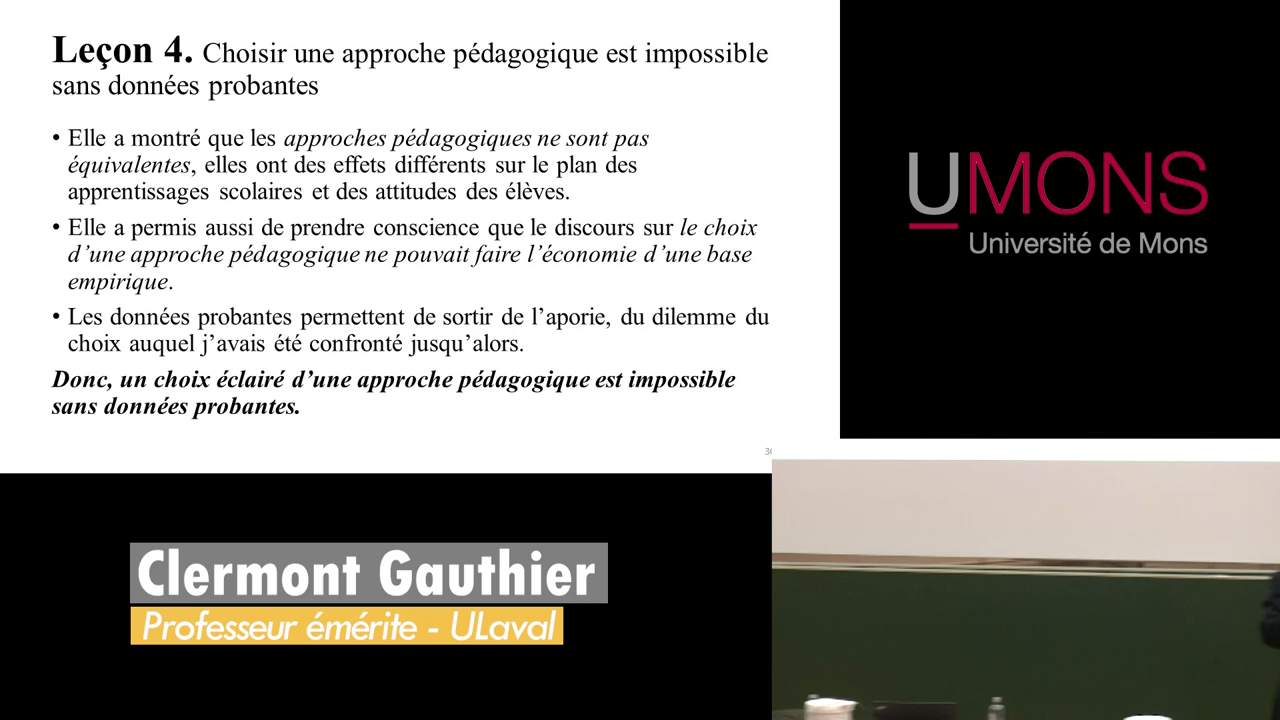 Leçon 4. Choisir une approche pédagogique est impossible
sans données probantes
• Elle a montré que les approches pédagogiques ne sont pas
équivalentes, elles ont des effets différents sur le plan des
apprentissages scolaires et des attitudes des élèves.
• Elle a permis aussi de prendre conscience que le discours sur le choix
d’une approche pédagogique ne pouvait faire l’économie d’une base
empirique.
• Les données probantes permettent de sortir de l’aporie, du dilemme du
choix auquel j’avais été confronté jusqu’alors.
Donc, un choix éclairé d’une approche pédagogique est impossible
sans données probantes.
UMONS
Université de Mons
Clermont Gauthier
Professeur émérite - ULaval